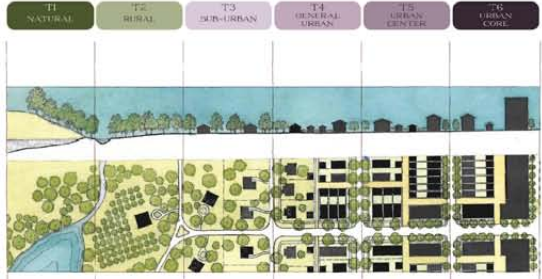 T1
NATURAL
T2
RURAL
T3
SUB-URBAN
T4
GENERAL
URBAN
T5
URBAN
CENTER
T6
URBAN
CORE